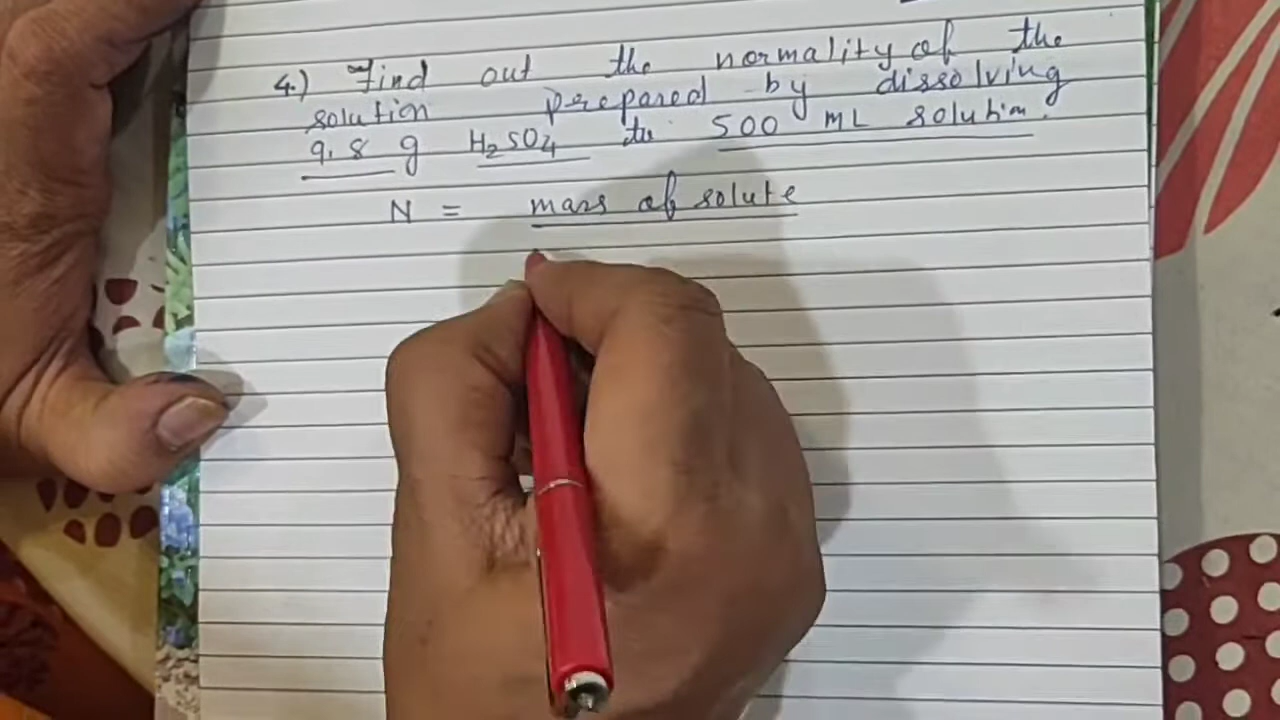 4.) Find out the normality of the
solution prepared by dissolving
9.8 g H₂SO₄ to 500 mL solution.
N = mass of solute